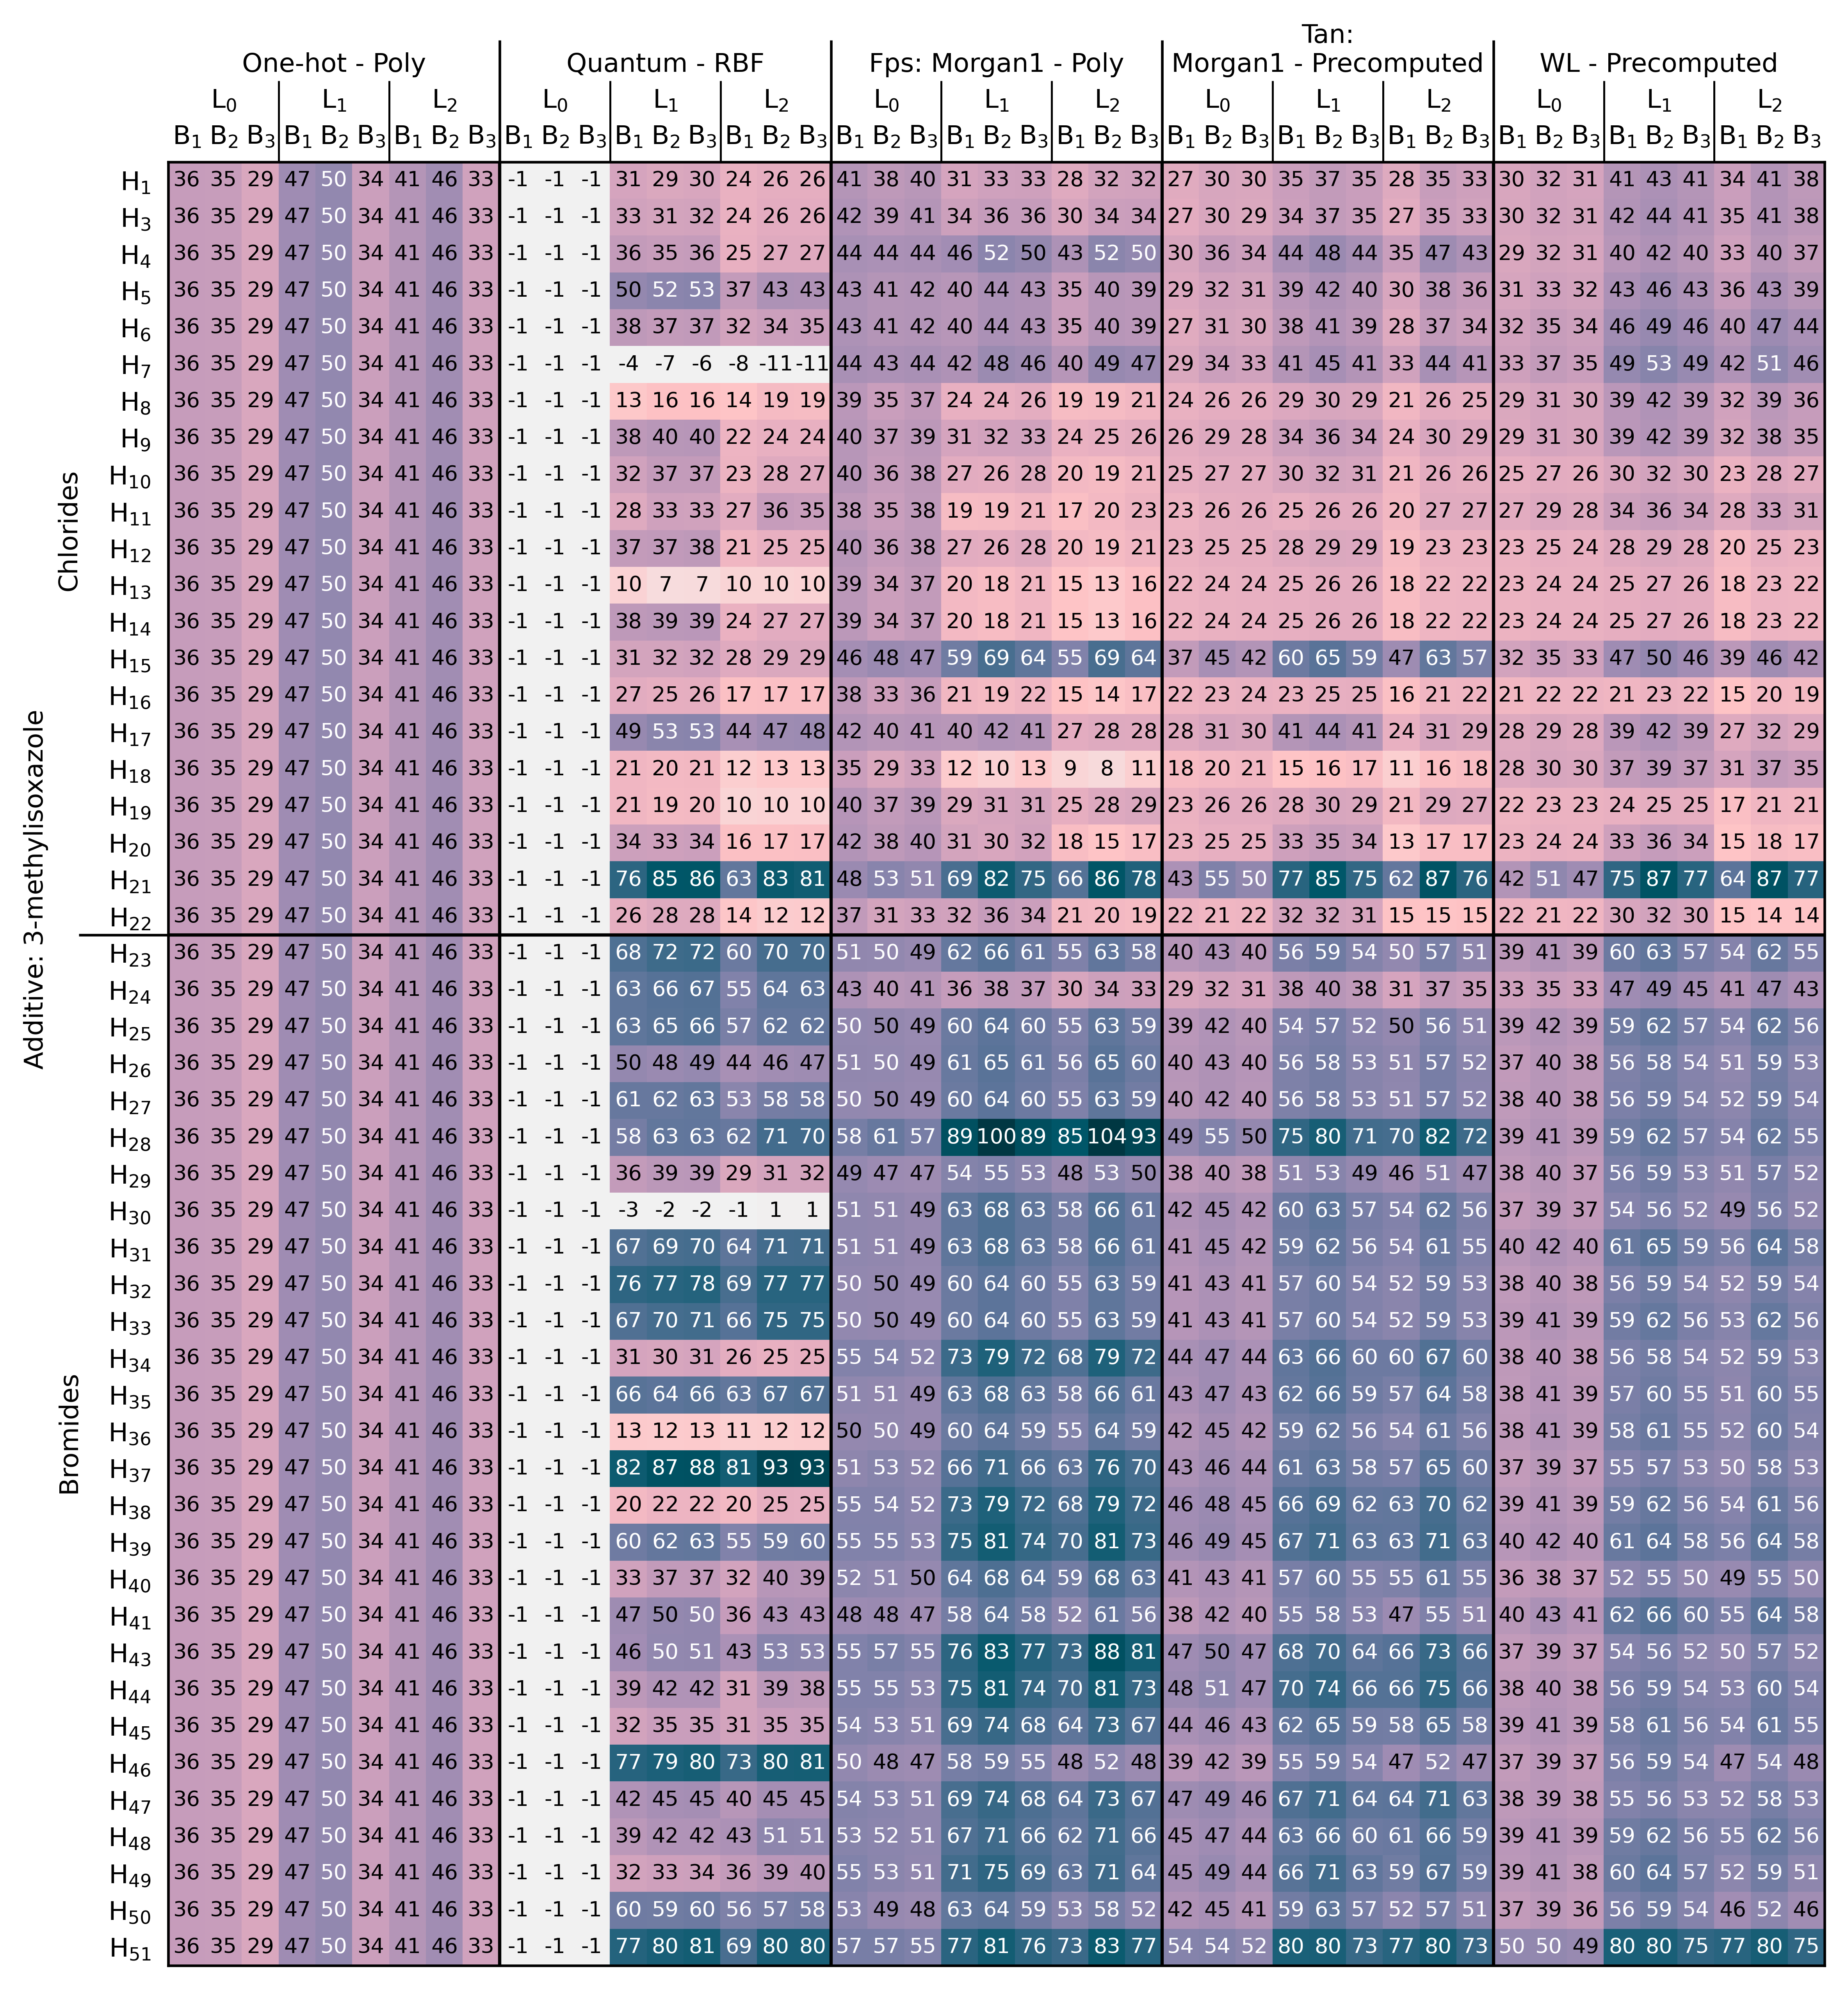 Tan:
One-hot - Poly Quantum - RBF Fps: Morgan1 - Poly Morgan1 - Precomputed WL - Precomputed
L0 L1 L2 L0 L1 L2 L0 L1 L2 L0 L1 L2 L0 L1 L2
B1 B2 B3 B1 B2 B3 B1 B2 B3 B1 B2 B3 B1 B2 B3 B1 B2 B3 B1 B2 B3 B1 B2 B3 B1 B2 B3 B1 B2 B3 B1 B2 B3 B1 B2 B3 B1 B2 B3 B1 B2 B3 B1 B2 B3
Additive: 3-methylisoxazole
Chlorides
H1 36 35 29 47 50 34 41 46 33 -1 -1 -1 31 29 30 24 26 26 41 38 40 31 33 33 28 32 32 27 30 30 35 37 35 28 35 33 30 32 31 41 43 41 34 41 38
H3 36 35 29 47 50 34 41 46 33 -1 -1 -1 33 31 32 24 26 26 42 39 41 34 36 36 30 34 34 27 30 29 34 37 35 27 35 33 30 32 31 42 44 41 35 41 38
H4 36 35 29 47 50 34 41 46 33 -1 -1 -1 36 35 36 25 27 27 44 44 44 46 52 50 43 52 50 30 36 34 44 48 44 35 47 43 29 32 31 40 42 40 33 40 37
H5 36 35 29 47 50 34 41 46 33 -1 -1 -1 50 52 53 37 43 43 43 41 42 40 44 43 35 40 39 29 32 31 39 42 40 30 38 36 31 33 32 43 46 43 36 43 39
H6 36 35 29 47 50 34 41 46 33 -1 -1 -1 38 37 37 32 34 35 43 41 42 40 44 43 35 40 39 27 31 30 38 41 39 28 37 34 32 35 34 46 49 46 40 47 44
H7 36 35 29 47 50 34 41 46 33 -1 -1 -1 -4 -7 -6 -8 -11 -11 44 43 44 42 48 46 40 49 47 29 34 33 41 45 41 33 44 41 33 37 35 49 53 49 42 51 46
H8 36 35 29 47 50 34 41 46 33 -1 -1 -1 13 16 16 14 19 19 39 35 37 24 24 26 19 19 21 24 26 26 29 30 29 21 26 25 29 31 30 39 42 39 32 39 36
H9 36 35 29 47 50 34 41 46 33 -1 -1 -1 38 40 40 22 24 24 40 37 39 31 32 33 24 25 26 26 29 28 34 36 34 24 30 29 29 31 30 39 42 39 32 38 35
H10 36 35 29 47 50 34 41 46 33 -1 -1 -1 32 37 37 23 28 27 40 36 38 27 26 28 20 19 21 25 27 27 30 32 31 21 26 26 25 27 26 30 32 30 23 28 27
H11 36 35 29 47 50 34 41 46 33 -1 -1 -1 28 33 33 27 36 35 38 35 38 19 19 21 17 20 23 23 26 26 25 26 26 20 27 27 27 29 28 34 36 34 28 33 31
H12 36 35 29 47 50 34 41 46 33 -1 -1 -1 37 37 38 21 25 25 40 36 38 27 26 28 20 19 21 23 25 25 28 29 29 19 23 23 23 25 24 28 29 28 20 25 23
H13 36 35 29 47 50 34 41 46 33 -1 -1 -1 10 7 7 10 10 10 39 34 37 20 18 21 15 13 16 22 24 24 25 26 26 18 22 22 23 24 24 25 27 26 18 23 22
H14 36 35 29 47 50 34 41 46 33 -1 -1 -1 38 39 39 24 27 27 39 34 37 20 18 21 15 13 16 22 24 24 25 26 26 18 22 22 23 24 24 25 27 26 18 23 22
H15 36 35 29 47 50 34 41 46 33 -1 -1 -1 31 32 32 28 29 29 46 48 47 59 69 64 55 69 64 37 45 42 60 65 59 47 63 57 32 35 33 47 50 46 39 46 42
H16 36 35 29 47 50 34 41 46 33 -1 -1 -1 27 25 26 17 17 17 38 33 36 21 19 22 15 14 17 22 23 24 23 25 25 16 21 22 21 22 22 21 23 22 15 20 19
H17 36 35 29 47 50 34 41 46 33 -1 -1 -1 49 53 53 44 47 48 42 40 41 40 42 41 27 28 28 28 31 30 41 44 41 24 31 29 28 29 28 39 42 39 27 32 29
H18 36 35 29 47 50 34 41 46 33 -1 -1 -1 21 20 21 12 13 13 35 29 33 12 10 13 9 8 11 18 20 21 15 16 17 11 16 18 28 30 30 37 39 37 31 37 35
H19 36 35 29 47 50 34 41 46 33 -1 -1 -1 21 19 20 10 10 10 40 37 39 29 31 31 25 28 29 23 26 26 28 30 29 21 29 27 22 23 23 24 25 25 17 21 21
H20 36 35 29 47 50 34 41 46 33 -1 -1 -1 34 33 34 16 17 17 42 38 40 31 30 32 18 15 17 23 25 25 33 35 34 13 17 17 23 24 24 33 36 34 15 18 17
H21 36 35 29 47 50 34 41 46 33 -1 -1 -1 76 85 86 63 83 81 48 53 51 69 82 75 66 86 78 43 55 50 77 85 75 62 87 76 42 51 47 75 87 77 64 87 77
H22 36 35 29 47 50 34 41 46 33 -1 -1 -1 26 28 28 14 12 12 37 31 33 32 36 34 21 20 19 22 21 22 32 32 31 15 15 15 22 21 22 30 32 30 15 14 14
Bromides
H23 36 35 29 47 50 34 41 46 33 -1 -1 -1 68 72 72 60 70 70 51 50 49 62 66 61 55 63 58 40 43 40 56 59 54 50 57 51 39 41 39 60 63 57 54 62 55
H24 36 35 29 47 50 34 41 46 33 -1 -1 -1 63 66 67 55 64 63 43 40 41 36 38 37 30 34 33 29 32 31 38 40 38 31 37 35 33 35 33 47 49 45 41 47 43
H25 36 35 29 47 50 34 41 46 33 -1 -1 -1 63 65 66 57 62 62 50 50 49 60 64 60 55 63 59 39 42 40 54 57 52 50 56 51 39 42 39 59 62 57 54 62 56
H26 36 35 29 47 50 34 41 46 33 -1 -1 -1 50 48 49 44 46 47 51 50 49 61 65 61 56 65 60 40 43 40 56 58 53 51 57 52 37 40 38 56 58 54 51 59 53
H27 36 35 29 47 50 34 41 46 33 -1 -1 -1 61 62 63 53 58 58 50 50 49 60 64 60 55 63 59 40 42 40 56 58 53 51 57 52 38 40 38 56 59 54 52 59 54
H28 36 35 29 47 50 34 41 46 33 -1 -1 -1 58 63 63 62 71 70 58 61 57 89 100 89 85 104 93 49 55 50 75 80 71 70 82 72 39 41 39 59 62 57 54 62 55
H29 36 35 29 47 50 34 41 46 33 -1 -1 -1 36 39 39 29 31 32 49 47 47 54 55 53 48 53 50 38 40 38 51 53 49 46 51 47 38 40 37 56 59 53 51 57 52
H30 36 35 29 47 50 34 41 46 33 -1 -1 -1 -3 -2 -2 -1 1 1 51 51 49 63 68 63 58 66 61 42 45 42 60 63 57 54 62 56 37 39 37 54 56 52 49 56 52
H31 36 35 29 47 50 34 41 46 33 -1 -1 -1 67 69 70 64 71 71 51 51 49 63 68 63 58 66 61 41 45 42 59 62 56 54 61 55 40 42 40 61 65 59 56 64 58
H32 36 35 29 47 50 34 41 46 33 -1 -1 -1 76 77 78 69 77 77 50 50 49 60 64 60 55 63 59 41 43 41 57 60 54 52 59 53 38 40 38 56 59 54 52 59 54
H33 36 35 29 47 50 34 41 46 33 -1 -1 -1 67 70 71 66 75 75 50 50 49 60 64 60 55 63 59 41 43 41 57 60 54 52 59 53 39 41 39 59 62 56 53 62 56
H34 36 35 29 47 50 34 41 46 33 -1 -1 -1 31 30 31 26 25 25 55 54 52 73 79 72 68 79 72 44 47 44 63 66 60 60 67 60 38 40 38 56 58 54 52 59 53
H35 36 35 29 47 50 34 41 46 33 -1 -1 -1 66 64 66 63 67 67 51 51 49 63 68 63 58 66 61 43 47 43 62 66 59 57 64 58 38 41 39 57 60 55 51 60 55
H36 36 35 29 47 50 34 41 46 33 -1 -1 -1 13 12 13 11 12 12 50 50 49 60 64 59 55 64 59 42 45 42 59 62 56 54 61 56 38 41 39 58 61 55 52 60 54
H37 36 35 29 47 50 34 41 46 33 -1 -1 -1 82 87 88 81 93 93 51 53 52 66 71 66 63 76 70 43 46 44 61 63 58 57 65 60 37 39 37 55 57 53 50 58 53
H38 36 35 29 47 50 34 41 46 33 -1 -1 -1 20 22 22 20 25 25 55 54 52 73 79 72 68 79 72 46 48 45 66 69 62 63 70 62 39 41 39 59 62 56 54 61 56
H39 36 35 29 47 50 34 41 46 33 -1 -1 -1 60 62 63 55 59 60 55 55 53 75 81 74 70 81 73 46 49 45 67 71 63 63 71 63 40 42 40 61 64 58 56 64 58
H40 36 35 29 47 50 34 41 46 33 -1 -1 -1 33 37 37 32 40 39 52 51 50 64 68 64 59 68 63 41 43 41 57 60 55 55 61 55 36 38 37 52 55 50 49 55 50
H41 36 35 29 47 50 34 41 46 33 -1 -1 -1 47 50 50 36 43 43 48 48 47 58 64 58 52 61 56 38 42 40 55 58 53 47 55 51 40 43 41 62 66 60 55 64 58
H43 36 35 29 47 50 34 41 46 33 -1 -1 -1 46 50 51 43 53 53 55 57 55 76 83 77 73 88 81 47 50 47 68 70 64 66 73 66 37 39 37 54 56 52 50 57 52
H44 36 35 29 47 50 34 41 46 33 -1 -1 -1 39 42 42 31 39 38 55 55 53 75 81 74 70 81 73 48 51 47 70 74 66 66 75 66 38 40 38 56 59 54 53 60 54
H45 36 35 29 47 50 34 41 46 33 -1 -1 -1 32 35 35 31 35 35 54 53 51 69 74 68 64 73 67 44 46 43 62 65 59 58 65 58 39 41 39 58 61 56 54 61 55
H46 36 35 29 47 50 34 41 46 33 -1 -1 -1 77 79 80 73 80 81 50 48 47 58 59 55 48 52 48 39 42 39 55 59 54 47 52 47 37 39 37 56 59 54 47 54 48
H47 36 35 29 47 50 34 41 46 33 -1 -1 -1 42 45 45 40 45 45 54 53 51 69 74 68 64 73 67 47 49 46 67 71 64 64 71 63 38 39 38 55 56 53 52 58 53
H48 36 35 29 47 50 34 41 46 33 -1 -1 -1 39 42 42 43 51 51 53 52 51 67 71 66 62 71 66 45 47 44 63 66 60 61 66 59 39 41 39 59 62 56 55 62 56
H49 36 35 29 47 50 34 41 46 33 -1 -1 -1 32 33 34 36 39 40 55 53 51 71 75 69 63 71 64 45 49 44 66 71 63 59 67 59 39 41 38 60 64 57 52 59 51
H50 36 35 29 47 50 34 41 46 33 -1 -1 -1 60 59 60 56 57 58 53 49 48 63 64 59 53 58 52 42 45 41 59 63 57 52 57 51 37 39 36 56 59 54 46 52 46
H51 36 35 29 47 50 34 41 46 33 -1 -1 -1 77 80 81 69 80 80 57 57 55 77 81 76 73 83 77 54 54 52 80 80 73 77 80 73 50 50 49 80 80 75 77 80 75